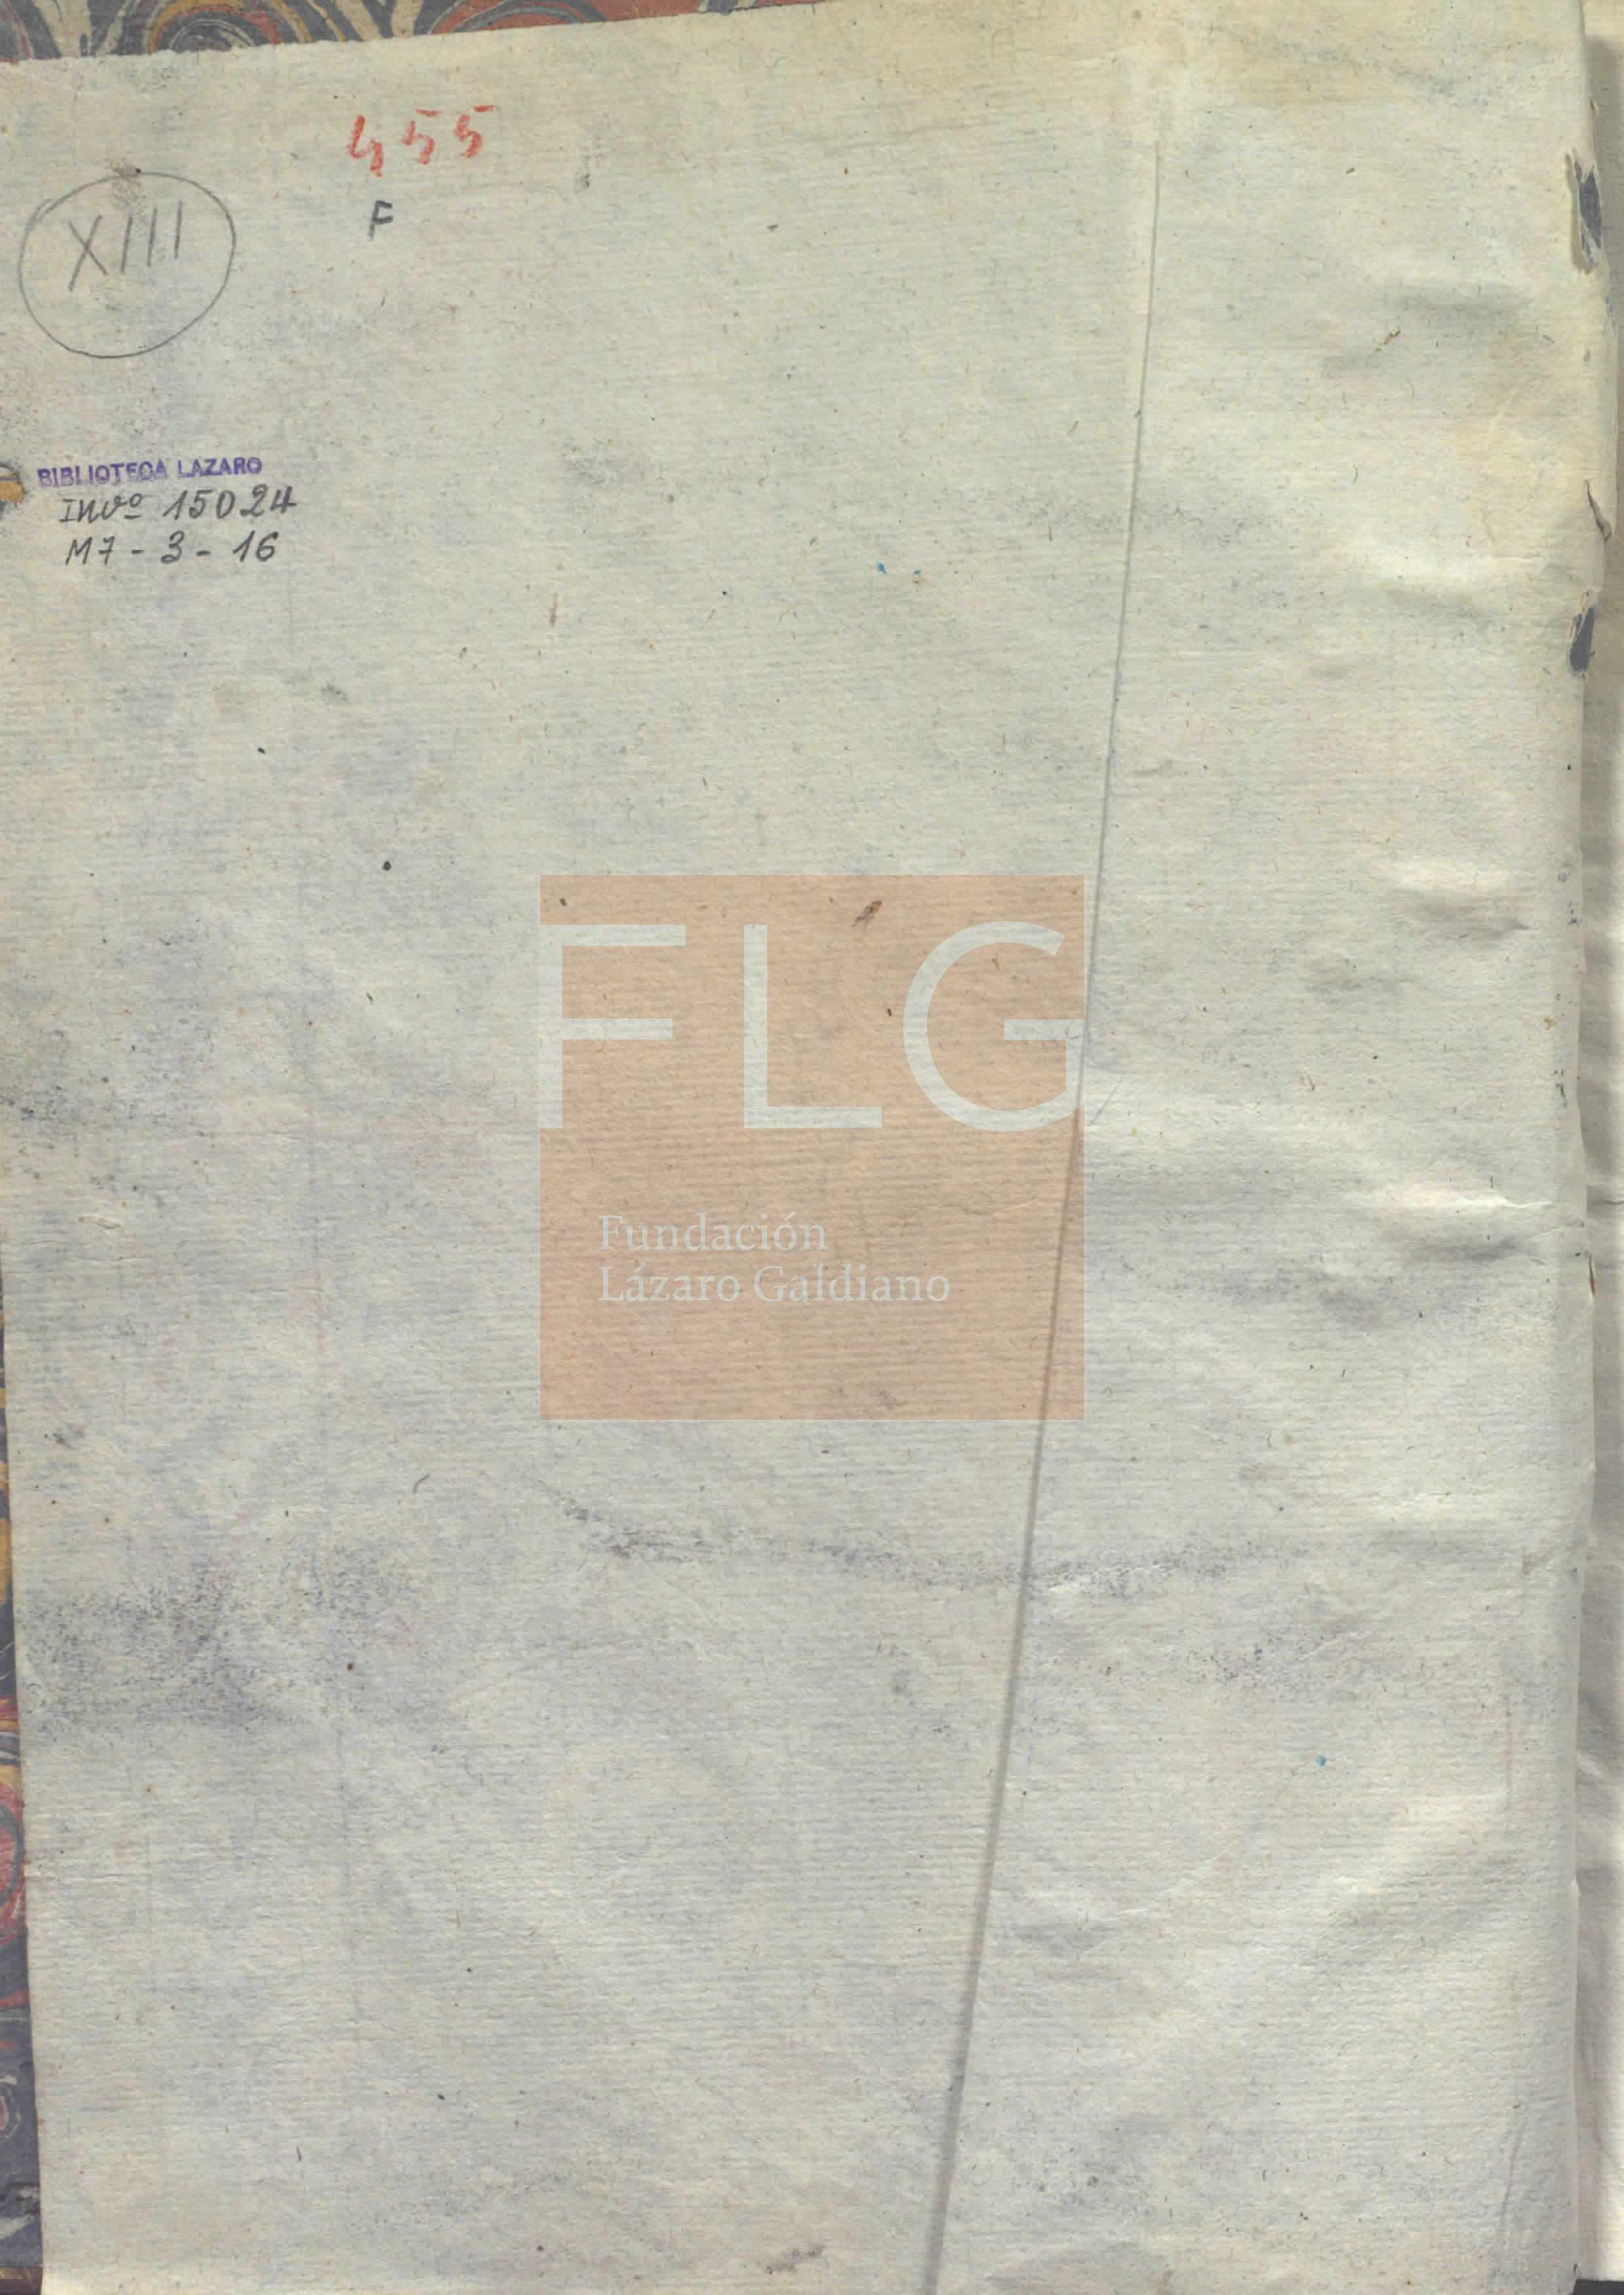 455
F
XIII
BIBLIOTECA LAZARO
Invº 15024
M7-3-16
FLG
Fundación
Lázaro Galdiano